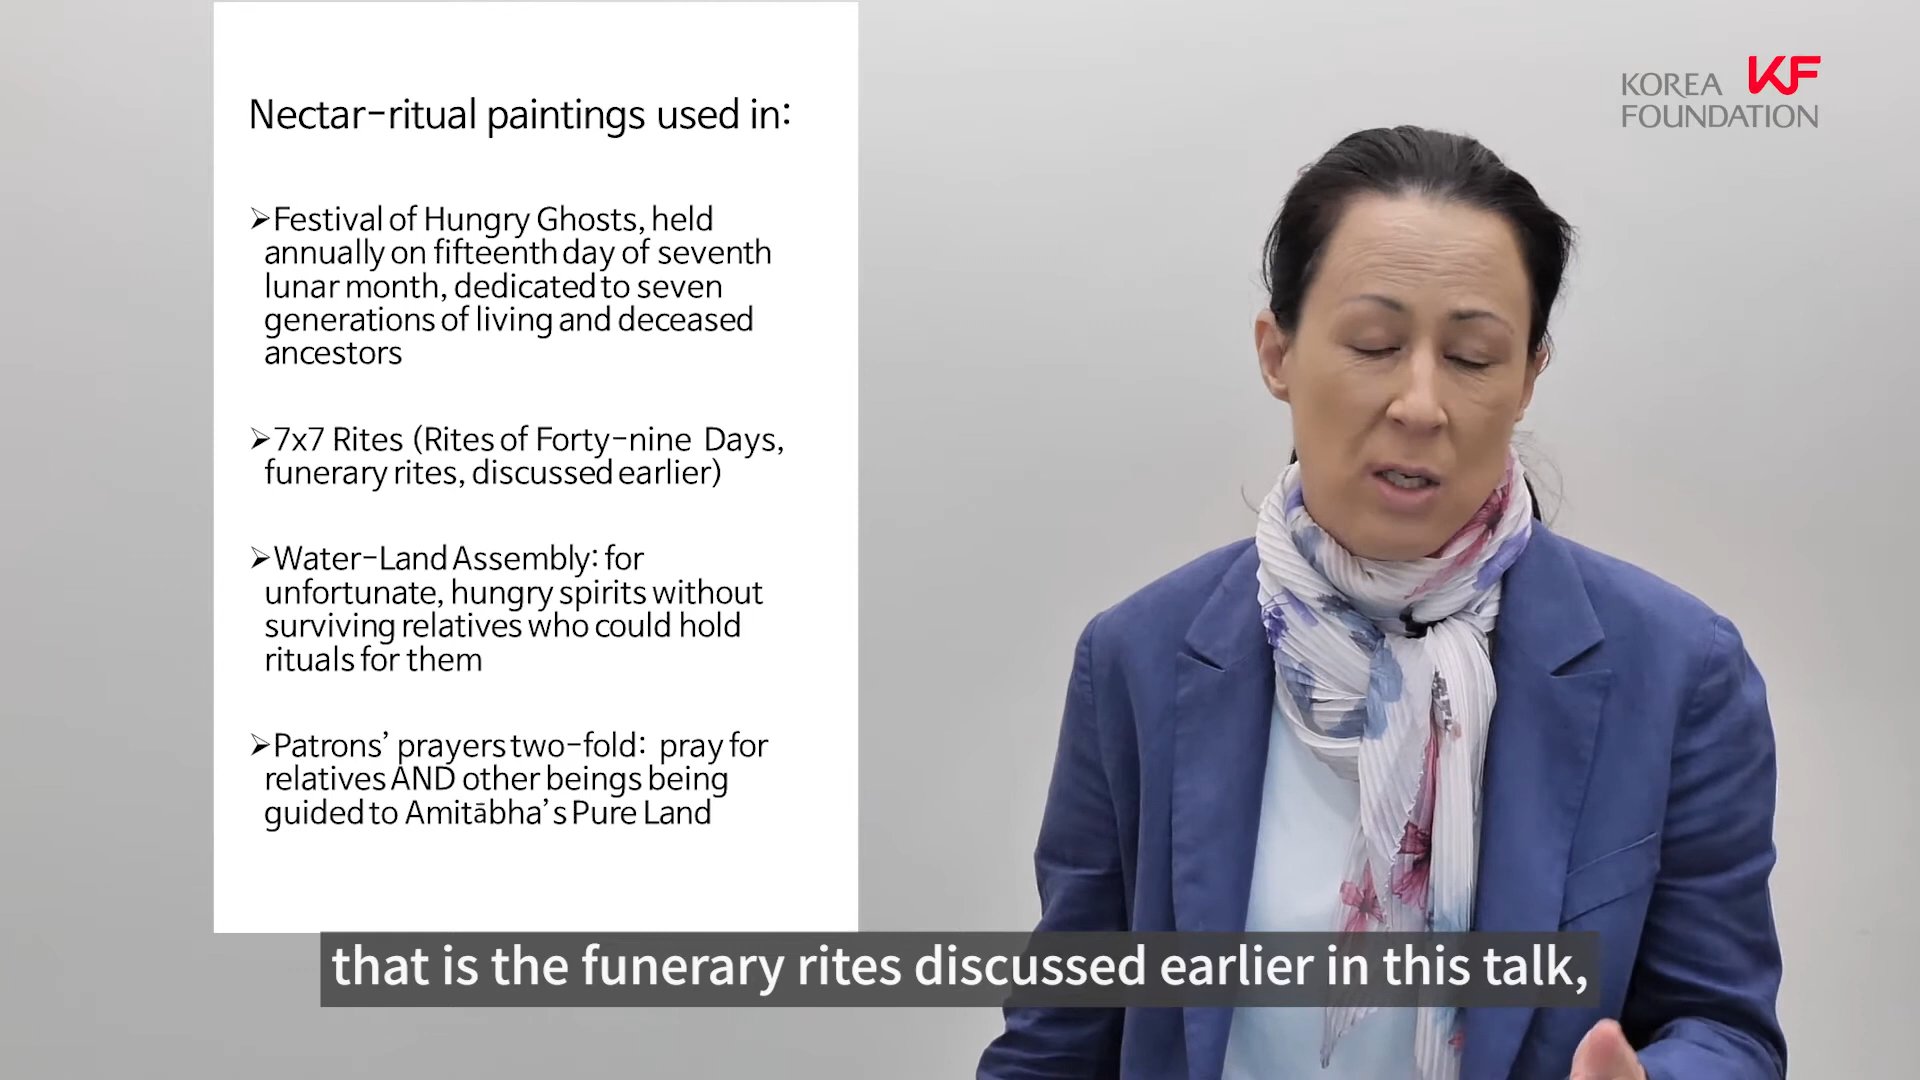 Nectar-ritual paintings used in:
➢Festival of Hungry Ghosts, held
annually on fifteenth day of seventh
lunar month, dedicated to seven
generations of living and deceased
ancestors
➢7x7 Rites (Rites of Forty-nine Days,
funerary rites, discussed earlier)
➢Water-Land Assembly: for
unfortunate, hungry spirits without
surviving relatives who could hold
rituals for them
➢Patrons’ prayers two-fold: pray for
relatives AND other beings being
guided to Amitābha’s Pure Land
KOREA KF
FOUNDATION
that is the funerary rites discussed earlier in this talk,